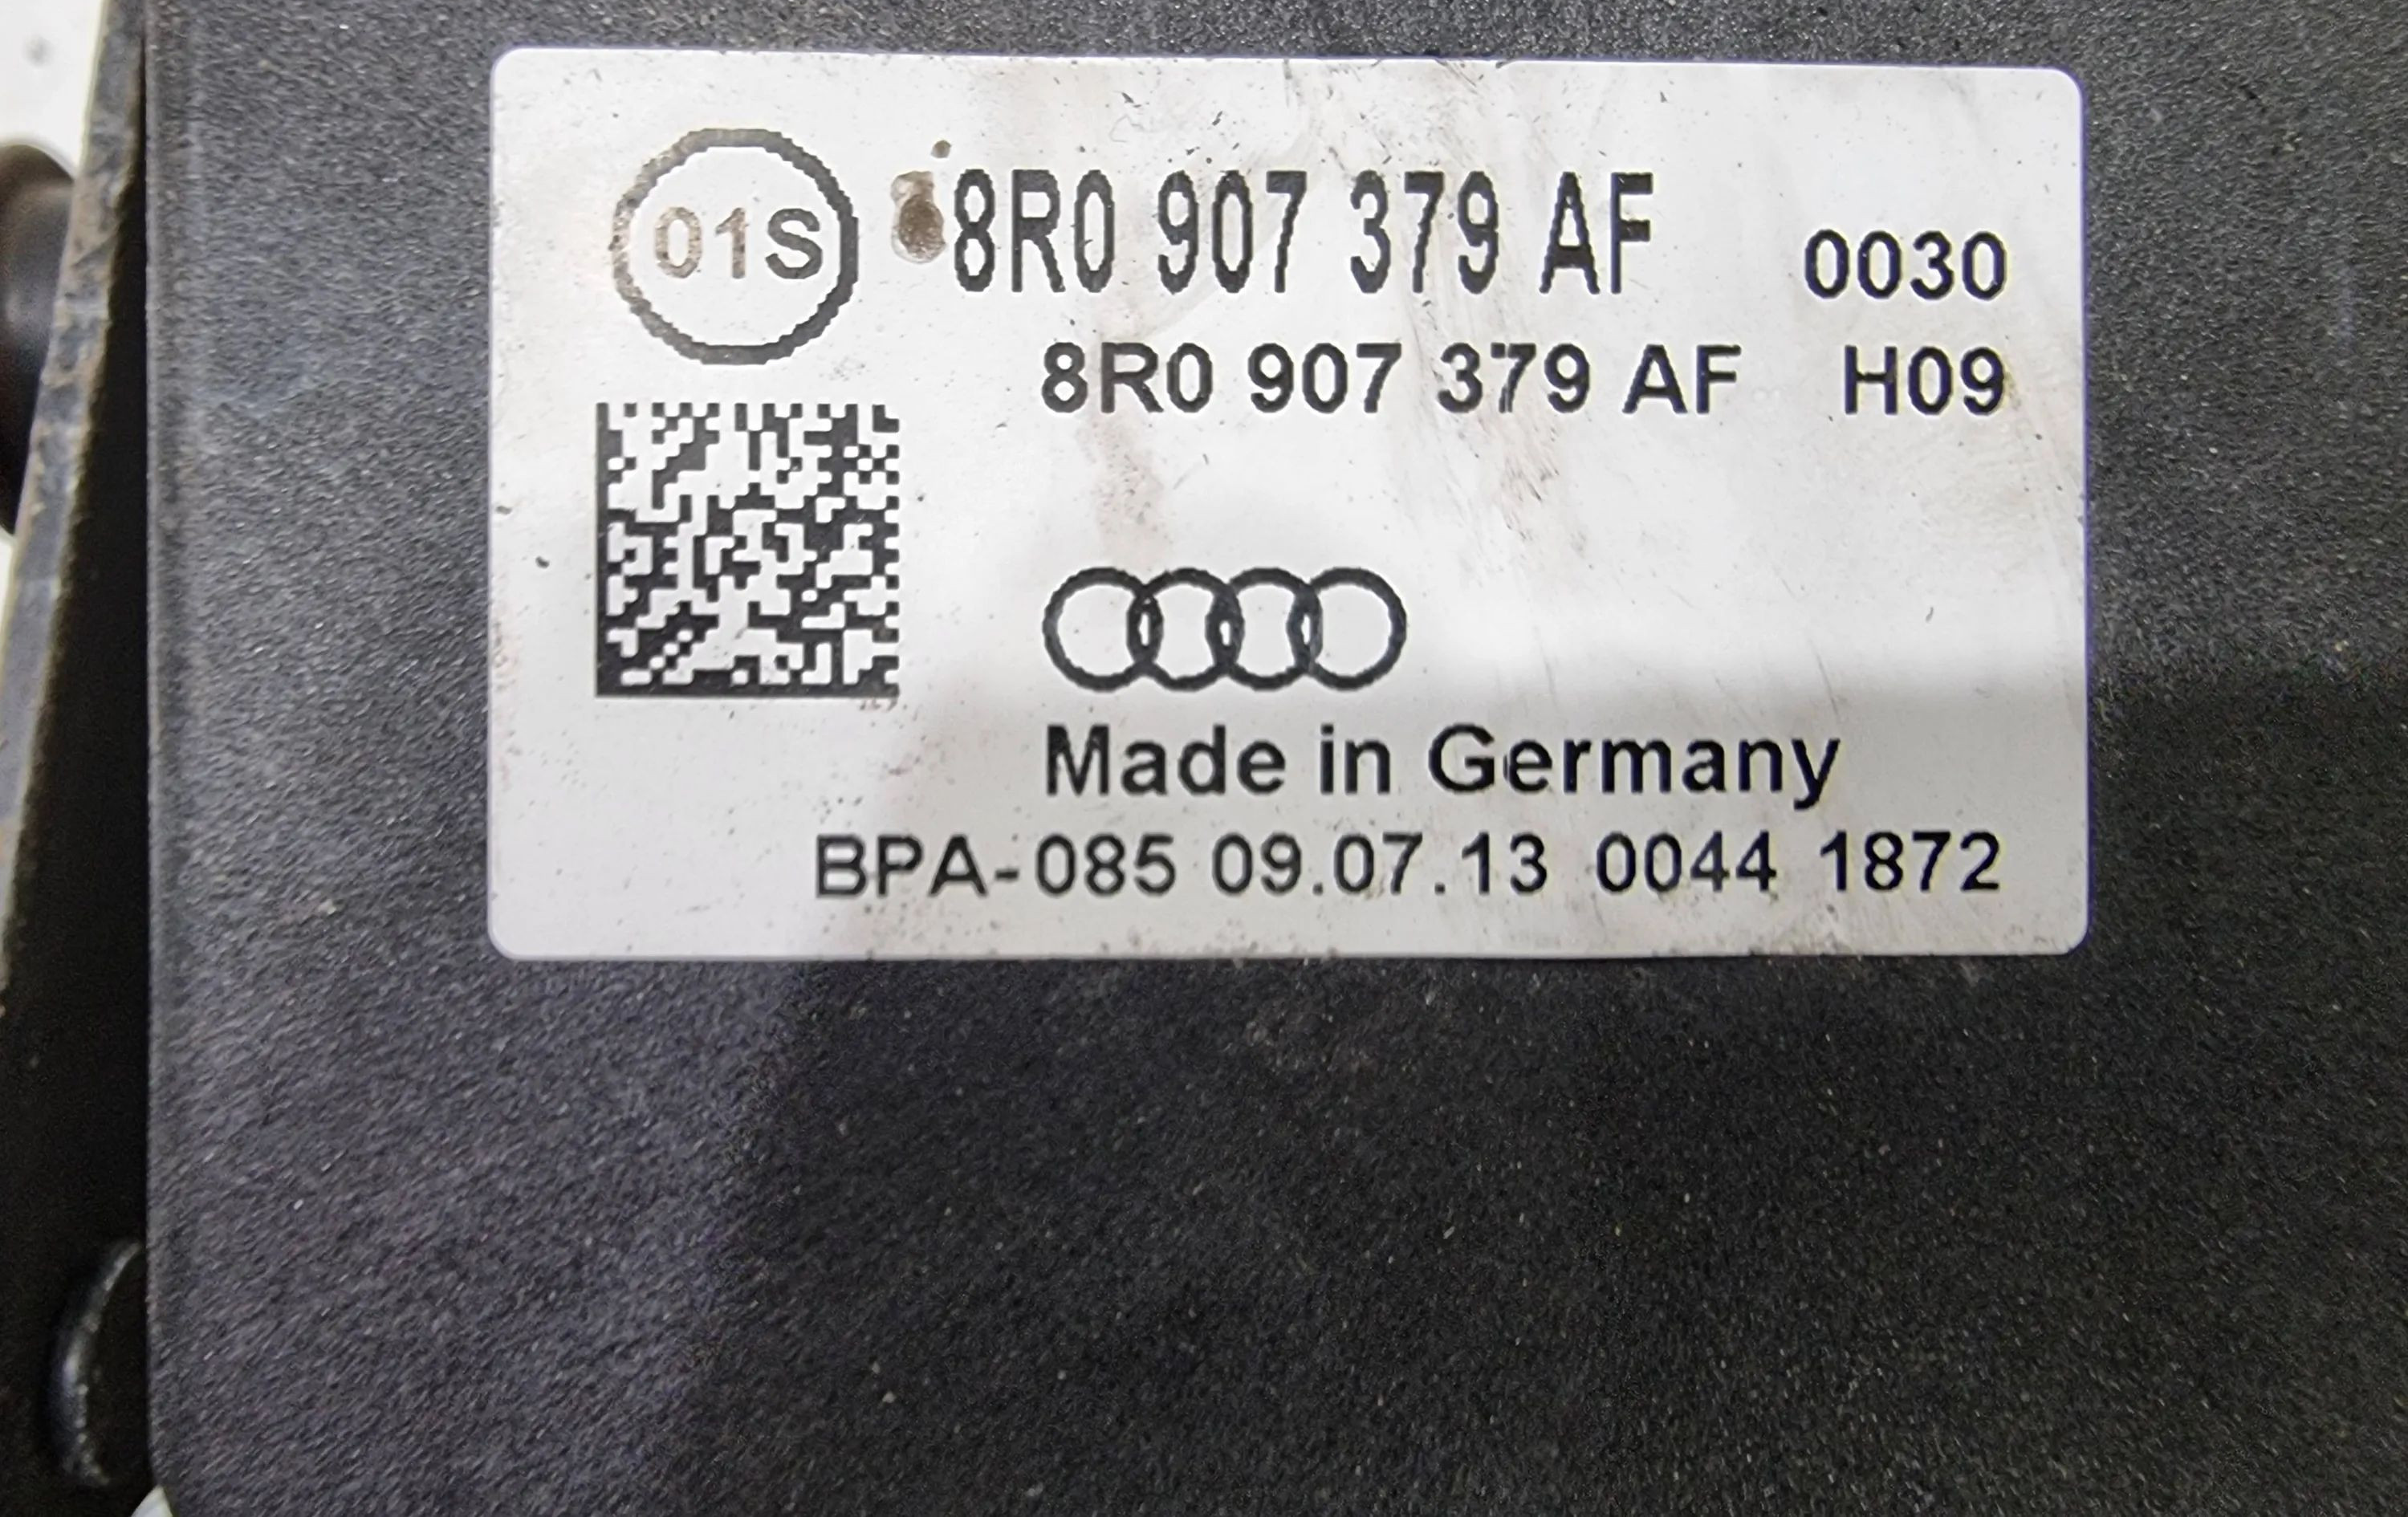 01S 8R0 907 379 AF 0030
8R0 907 379 AF H09
Made in Germany
BPA-085 09.07.13 0044 1872